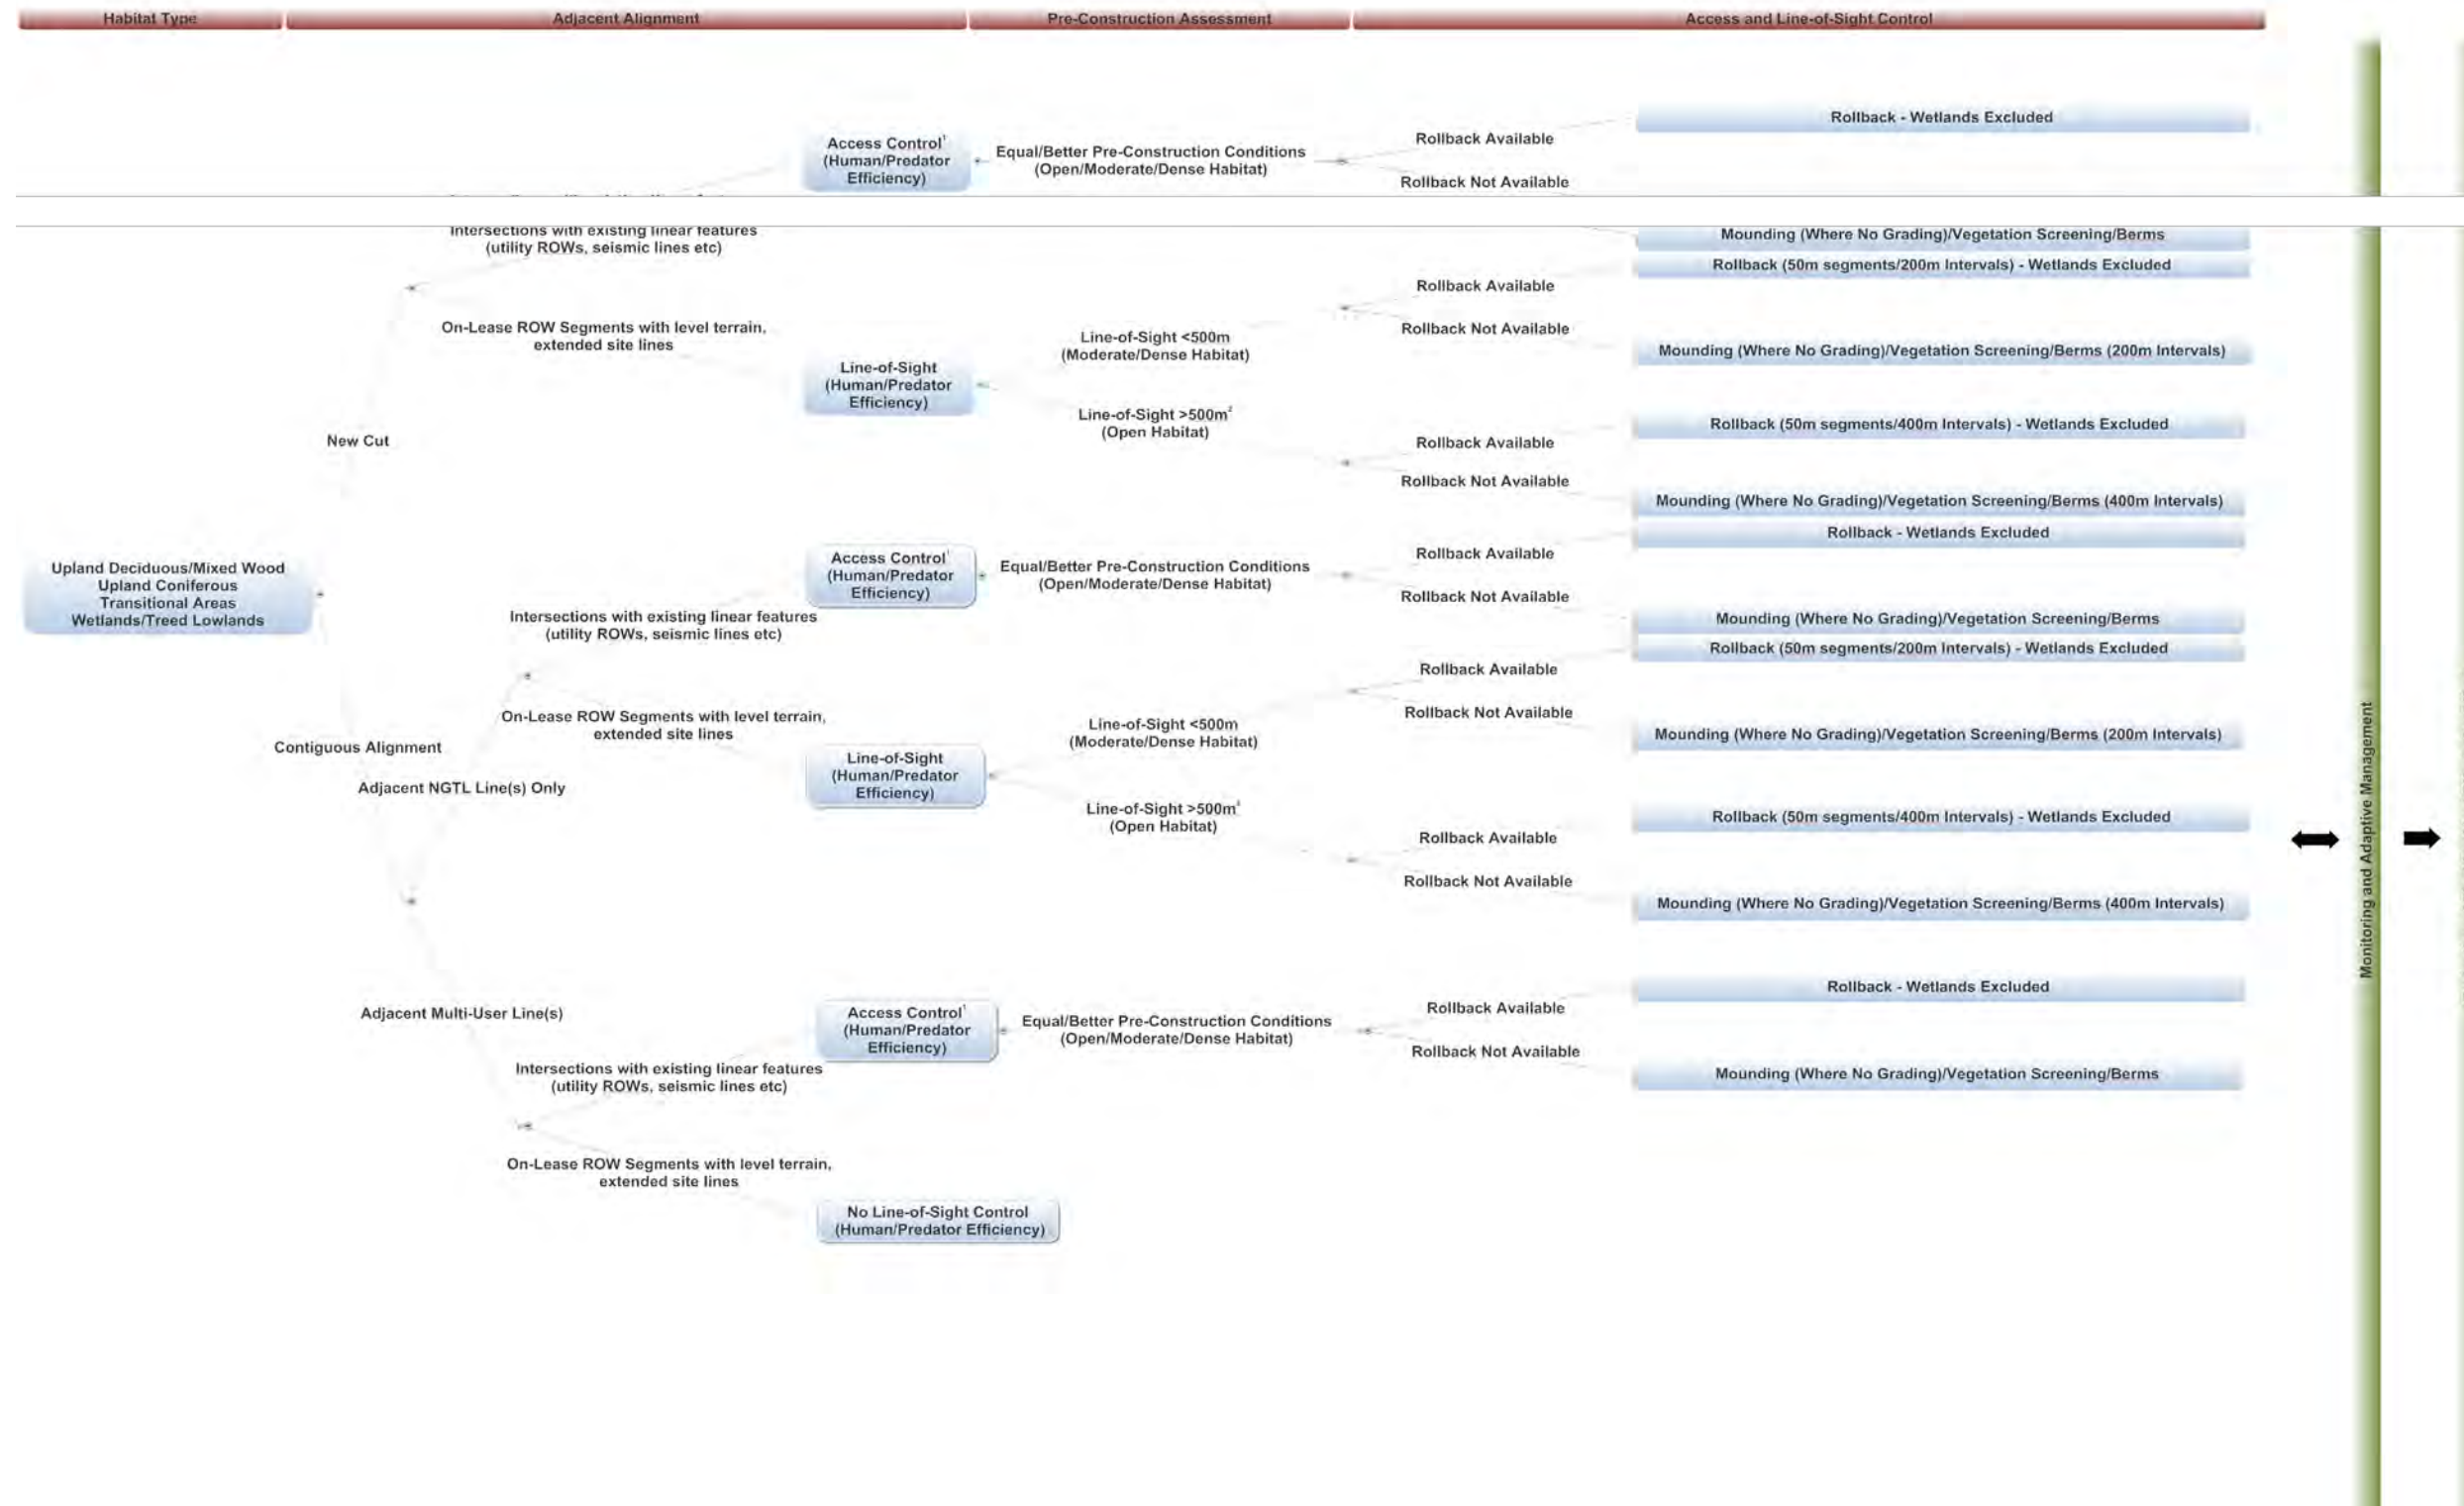 Habitat Type
Adjacent Alignment
Pre-Construction Assessment
Access and Line-of-Sight Control
Rollback - Wetlands Excluded
Access Control¹
(Human/Predator
Efficiency)
Equal/Better Pre-Construction Conditions
(Open/Moderate/Dense Habitat)
Rollback Available
Rollback Not Available
Intersections with existing linear features
(utility ROWs, seismic lines etc)
Mounding (Where No Grading)/Vegetation Screening/Berms
Rollback (50m segments/200m Intervals) - Wetlands Excluded
Rollback Available
On-Lease ROW Segments with level terrain,
extended site lines
Line-of-Sight <500m
(Moderate/Dense Habitat)
Rollback Not Available
Mounding (Where No Grading)/Vegetation Screening/Berms (200m Intervals)
Line-of-Sight
(Human/Predator
Efficiency)
Line-of-Sight >500m²
(Open Habitat)
Rollback (50m segments/400m Intervals) - Wetlands Excluded
New Cut
Rollback Available
Rollback Not Available
Mounding (Where No Grading)/Vegetation Screening/Berms (400m Intervals)
Rollback - Wetlands Excluded
Upland Deciduous/Mixed Wood
Upland Coniferous
Transitional Areas
Wetlands/Treed Lowlands
Access Control¹
(Human/Predator
Efficiency)
Equal/Better Pre-Construction Conditions
(Open/Moderate/Dense Habitat)
Rollback Available
Rollback Not Available
Intersections with existing linear features
(utility ROWs, seismic lines etc)
Mounding (Where No Grading)/Vegetation Screening/Berms
Rollback (50m segments/200m Intervals) - Wetlands Excluded
Rollback Available
On-Lease ROW Segments with level terrain,
extended site lines
Line-of-Sight <500m
(Moderate/Dense Habitat)
Rollback Not Available
Mounding (Where No Grading)/Vegetation Screening/Berms (200m Intervals)
Contiguous Alignment
Adjacent NGTL Line(s) Only
Line-of-Sight
(Human/Predator
Efficiency)
Line-of-Sight >500m²
(Open Habitat)
Rollback (50m segments/400m Intervals) - Wetlands Excluded
Rollback Available
Rollback Not Available
Mounding (Where No Grading)/Vegetation Screening/Berms (400m Intervals)
Monitoring and Adaptive Management
Rollback - Wetlands Excluded
Adjacent Multi-User Line(s)
Access Control¹
(Human/Predator
Efficiency)
Equal/Better Pre-Construction Conditions
(Open/Moderate/Dense Habitat)
Rollback Available
Rollback Not Available
Intersections with existing linear features
(utility ROWs, seismic lines etc)
Mounding (Where No Grading)/Vegetation Screening/Berms
On-Lease ROW Segments with level terrain,
extended site lines
No Line-of-Sight Control
(Human/Predator Efficiency)